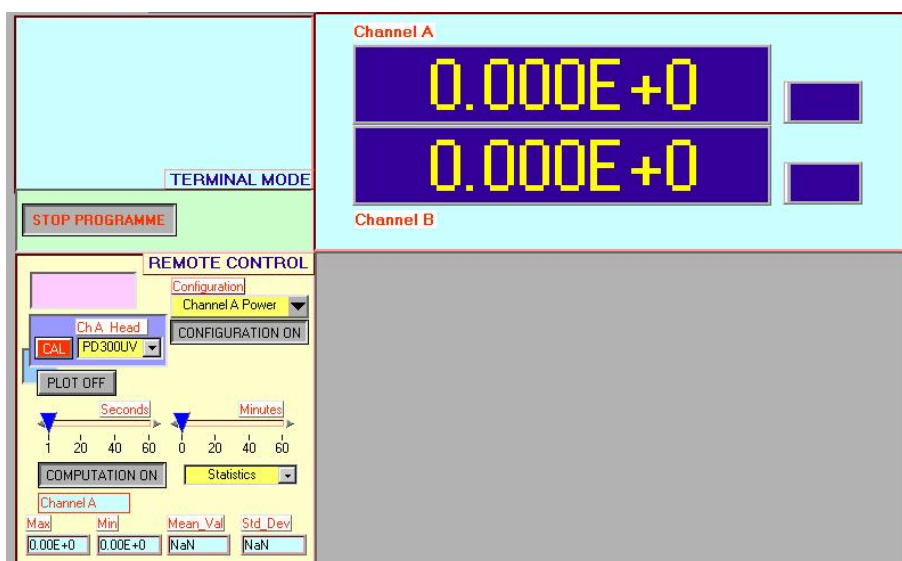 Channel A
0.000E+0
0.000E+0
TERMINAL MODE
STOP PROGRAMME
Channel B
REMOTE CONTROL
Configuration
Channel A Power
Ch A Head
CONFIGURATION ON
CAL PD300UV
PLOT OFF
Seconds Minutes
1 20 40 60 0 20 40 60
COMPUTATION ON Statistics
Channel A
Max Min Mean_Val Std_Dev
0.00E+0 0.00E+0 NaN NaN